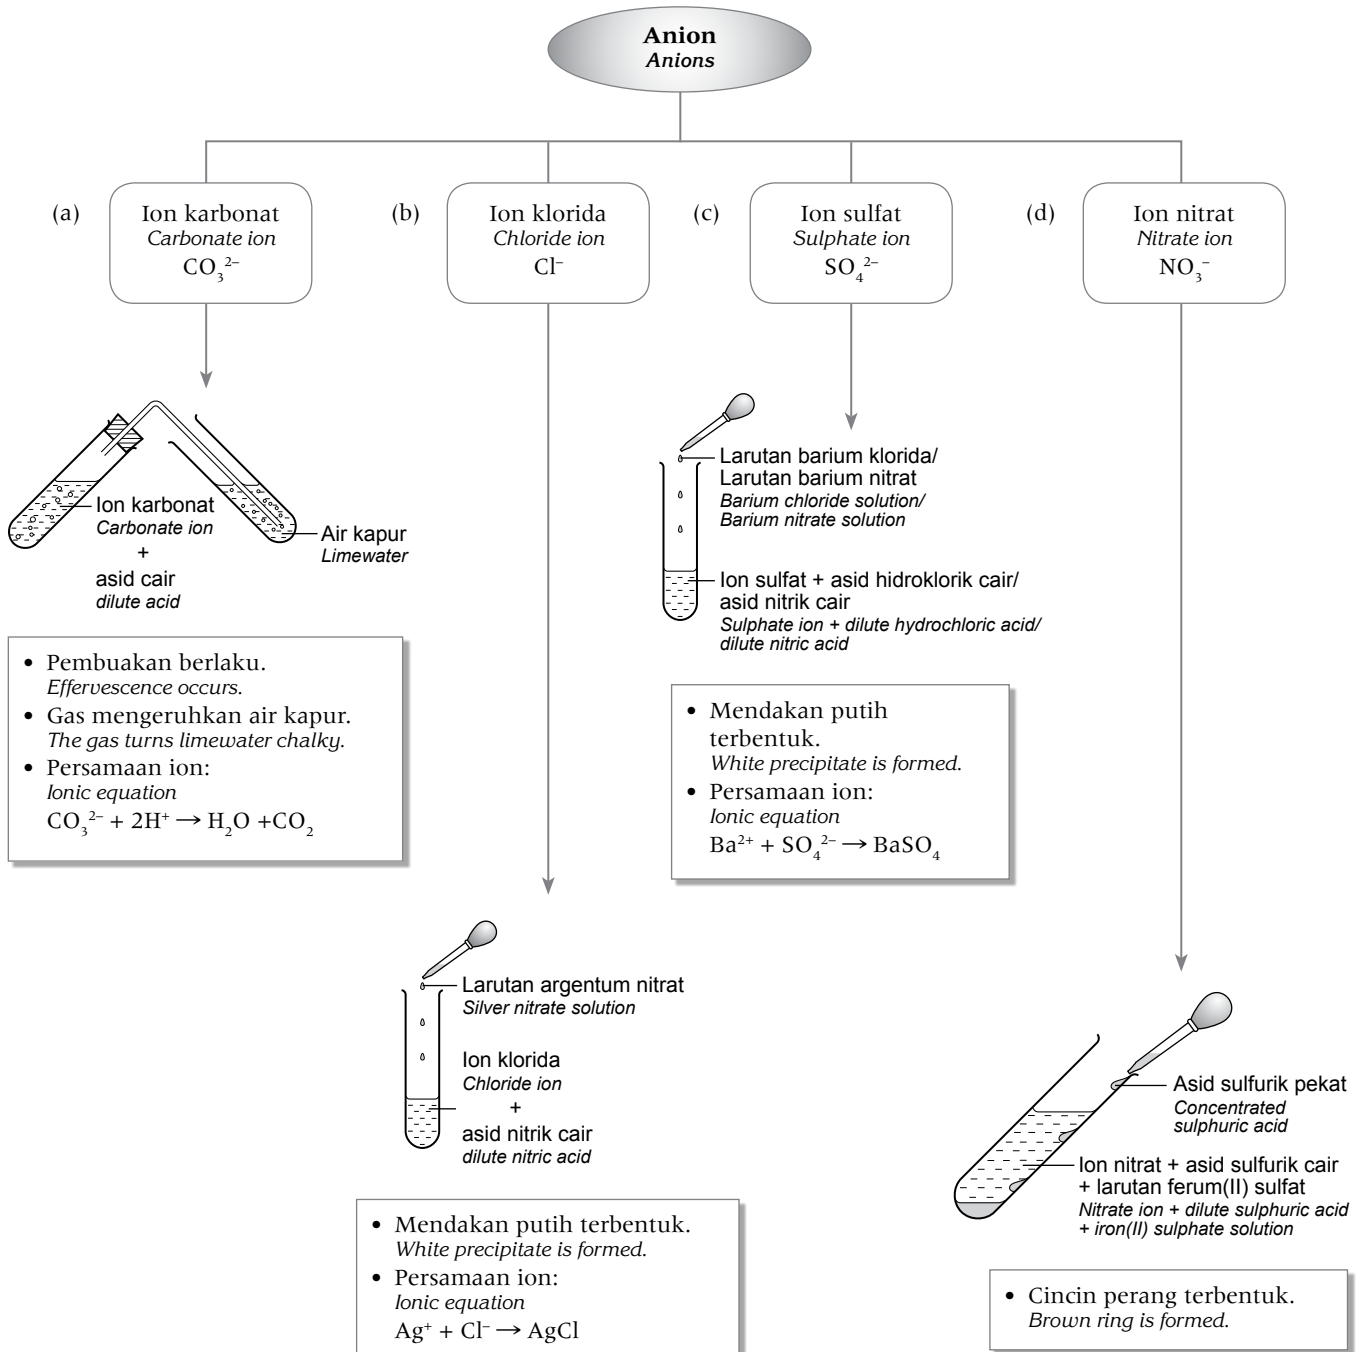 Anion
Anions
(a)
Ion karbonat
Carbonate ion
CO₃²⁻
(b)
Ion klorida
Chloride ion
Cl⁻
(c)
Ion sulfat
Sulphate ion
SO₄²⁻
(d)
Ion nitrat
Nitrate ion
NO₃⁻
Ion karbonat
Carbonate ion
+
asid cair
dilute acid
Air kapur
Limewater
• Pembuakan berlaku.
Effervescence occurs.
• Gas mengeruhkan air kapur.
The gas turns limewater chalky.
• Persamaan ion:
Ionic equation
CO₃²⁻ + 2H⁺ → H₂O +CO₂
Larutan barium klorida/
Larutan barium nitrat
Barium chloride solution/
Barium nitrate solution
Ion sulfat + asid hidroklorik cair/
asid nitrik cair
Sulphate ion + dilute hydrochloric acid/
dilute nitric acid
• Mendakan putih
terbentuk.
White precipitate is formed.
• Persamaan ion:
Ionic equation
Ba²⁺ + SO₄²⁻ → BaSO₄
Larutan argentum nitrat
Silver nitrate solution
Ion klorida
Chloride ion
+
asid nitrik cair
dilute nitric acid
• Mendakan putih terbentuk.
White precipitate is formed.
• Persamaan ion:
Ionic equation
Ag⁺ + Cl⁻ → AgCl
Asid sulfurik pekat
Concentrated
sulphuric acid
Ion nitrat + asid sulfurik cair
+ larutan ferum(II) sulfat
Nitrate ion + dilute sulphuric acid
+ iron(II) sulphate solution
• Cincin perang terbentuk.
Brown ring is formed.